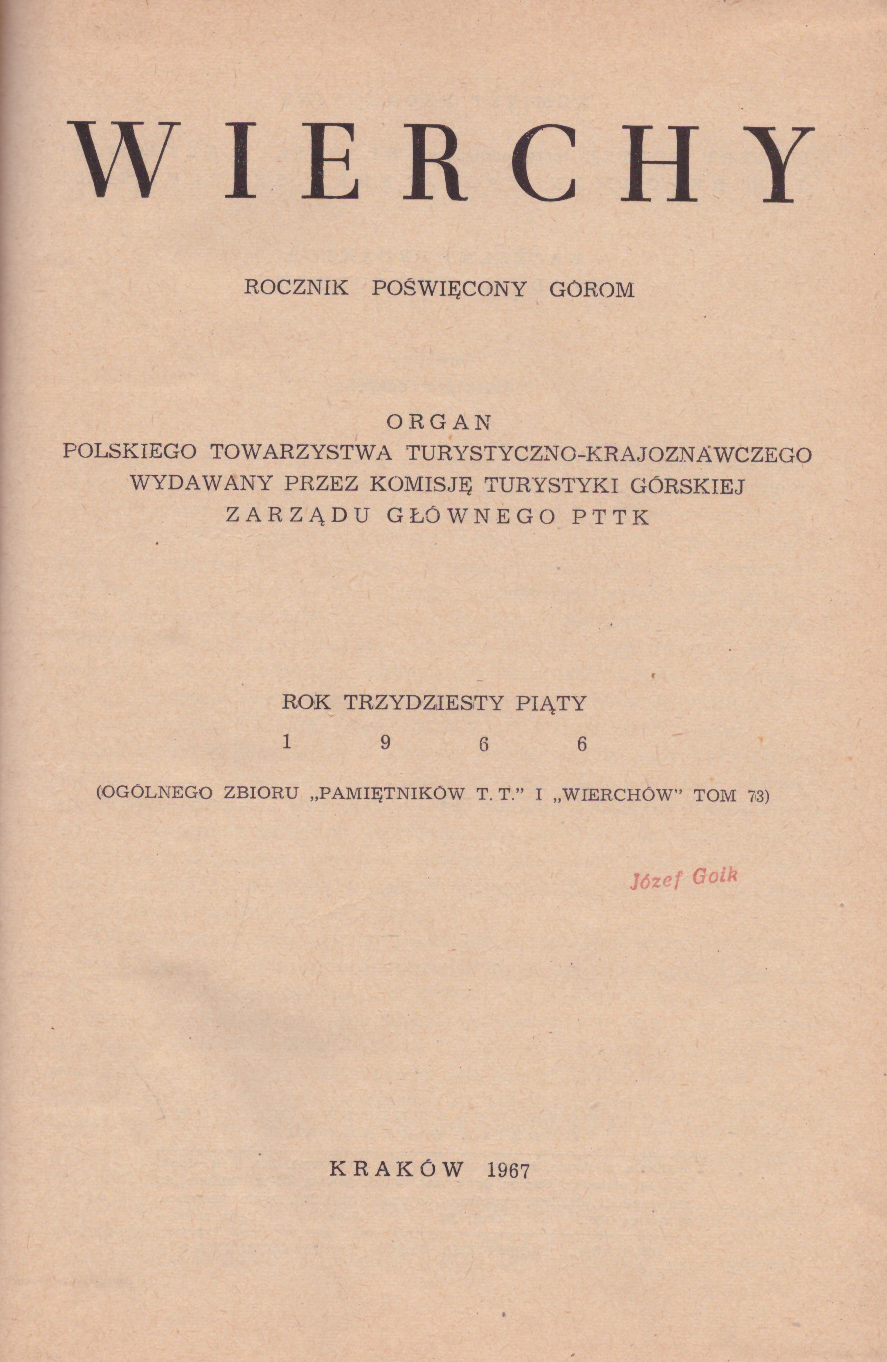 WIERCHY
ROCZNIK POŚWIĘCONY GÓROM
ORGAN
POLSKIEGO TOWARZYSTWA TURYSTYCZNO-KRAJOZNAWCZEGO
WYDAWANY PRZEZ KOMISJĘ TURYSTYKI GÓRSKIEJ
ZARZĄDU GŁÓWNEGO PTTK
ROK TRZYDZIESTY PIĄTY
1 9 6 6
(OGÓLNEGO ZBIORU „PAMIĘTNIKÓW T. T.” I „WIERCHÓW” TOM 73)
Józef Goik
KRAKÓW 1967